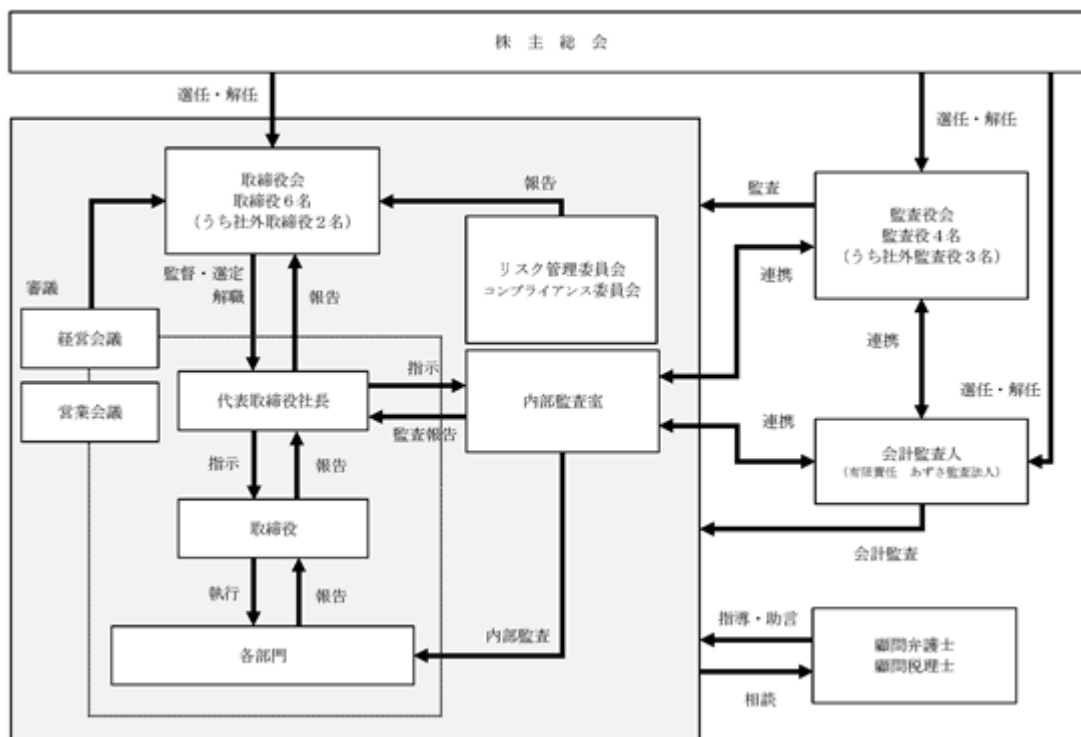 株 主 総 会
選任・解任
選任・解任
取締役会
取締役６名
（うち社外取締役２名）
報告
監査
監査役会
監査役４名
（うち社外監査役３名）
審議
監督・選定
解職
報告
リスク管理委員会
コンプライアンス委員会
連携
経営会議
営業会議
代表取締役社長
指示
監査報告
内部監査室
連携
連携
選任・解任
指示
報告
会計監査人
（有限責任 あずさ監査法人）
取締役
会計監査
執行
報告
各部門
内部監査
指導・助言
相談
顧問弁護士
顧問税理士